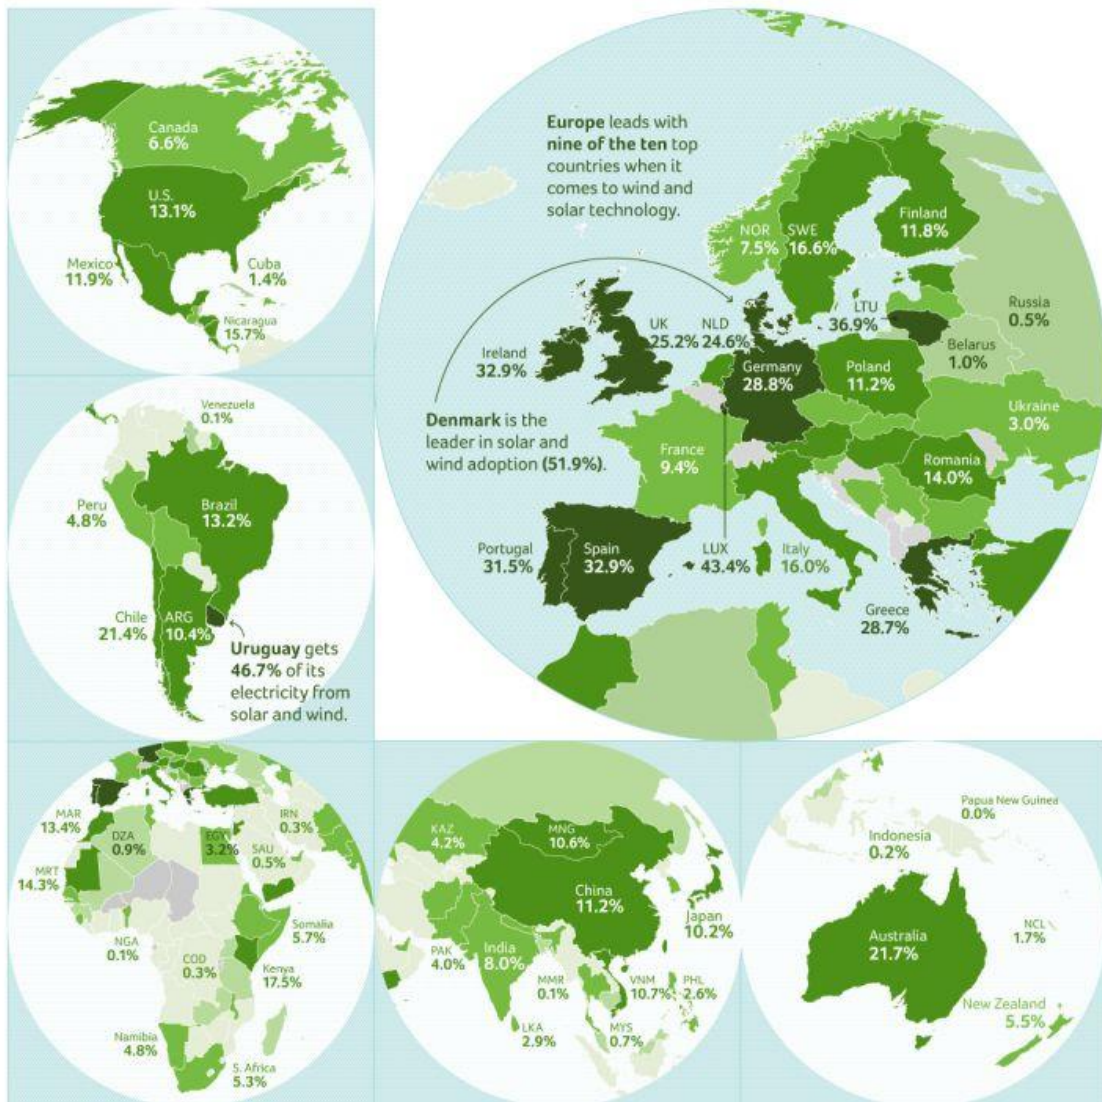 Canada
6.6%
U.S.
13.1%
Mexico
11.9%
Cuba
1.4%
Nicaragua
15.7%
Europe leads with
nine of the ten top
countries when it
comes to wind and
solar technology.
NOR
7.5%
SWE
16.6%
Finland
11.8%
Russia
0.5%
LTU
36.9%
Belarus
1.0%
UK
25.2%
NLD
24.6%
Ireland
32.9%
Germany
28.8%
Poland
11.2%
Ukraine
3.0%
Denmark is the
leader in solar and
wind adoption (51.9%).
France
9.4%
Romania
14.0%
Portugal
31.5%
Spain
32.9%
LUX
43.4%
Italy
16.0%
Greece
28.7%
Venezuela
0.1%
Peru
4.8%
Brazil
13.2%
Chile
21.4%
ARG
10.4%
Uruguay gets
46.7% of its
electricity from
solar and wind.
MAR
13.4%
DZA
0.9%
EGY
3.2%
IRN
0.3%
SAU
0.5%
MRT
14.3%
Somalia
5.7%
NGA
0.1%
COD
0.3%
Kenya
17.5%
Namibia
4.8%
S. Africa
5.3%
KAZ
4.2%
MNG
10.6%
China
11.2%
Japan
10.2%
PAK
4.0%
India
8.0%
MMR
0.1%
VNM
10.7%
PHL
2.6%
LKA
2.9%
MYS
0.7%
Papua New Guinea
0.0%
Indonesia
0.2%
Australia
21.7%
NCL
1.7%
New Zealand
5.5%